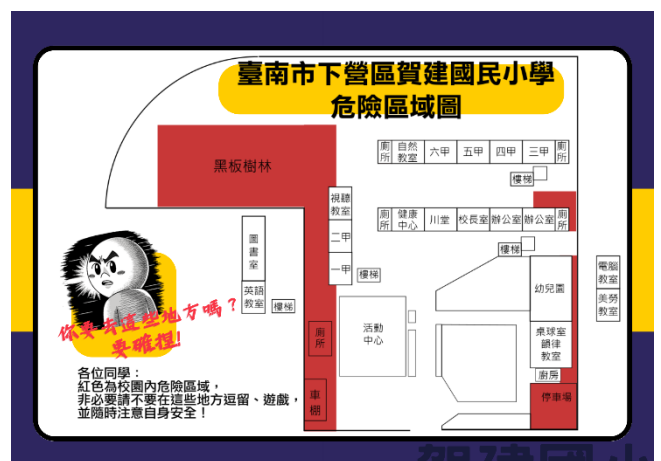 臺南市下營區賀建國民小學
危險區域圖
黑板樹林
廁所
自然教室
六甲
五甲
四甲
三甲
廁所
樓梯
視聽教室
二甲
一甲
樓梯
廁所
健康中心
川堂
校長室
辦公室
辦公室
廁所
樓梯
圖書室
英語教室
樓梯
幼兒園
電腦教室
美勞教室
活動中心
桌球室
韻律教室
廚房
停車場
廁所
車棚
你要去這些地方嗎?
要確捏!
各位同學:
紅色為校園內危險區域,
非必要請不要在這些地方逗留、遊戲,
並隨時注意自身安全!
賀建國小